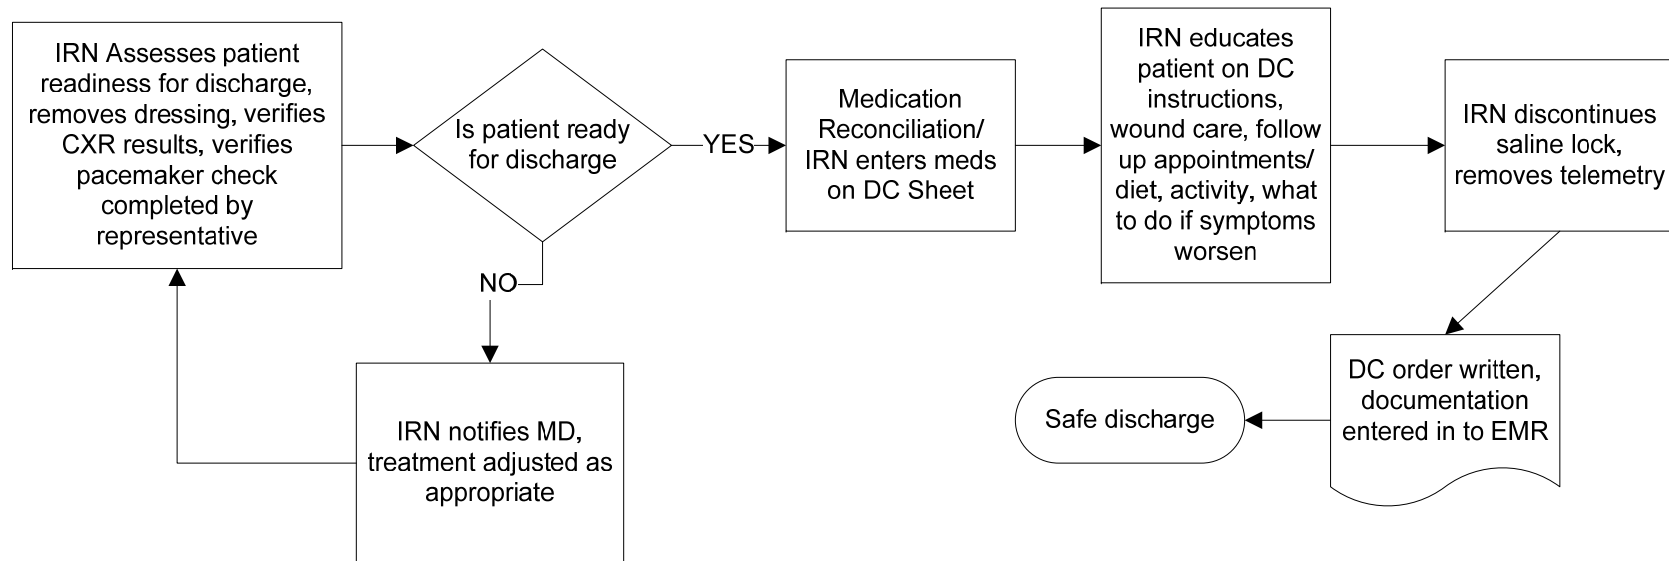 IRN Assesses patient
readiness for discharge,
removes dressing, verifies
CXR results, verifies
pacemaker check
completed by
representative
Is patient ready
for discharge
YES
Medication
Reconciliation/
IRN enters meds
on DC Sheet
IRN educates
patient on DC
instructions,
wound care, follow
up appointments/
diet, activity, what
to do if symptoms
worsen
IRN discontinues
saline lock,
removes telemetry
NO
IRN notifies MD,
treatment adjusted as
appropriate
DC order written,
documentation
entered in to EMR
Safe discharge